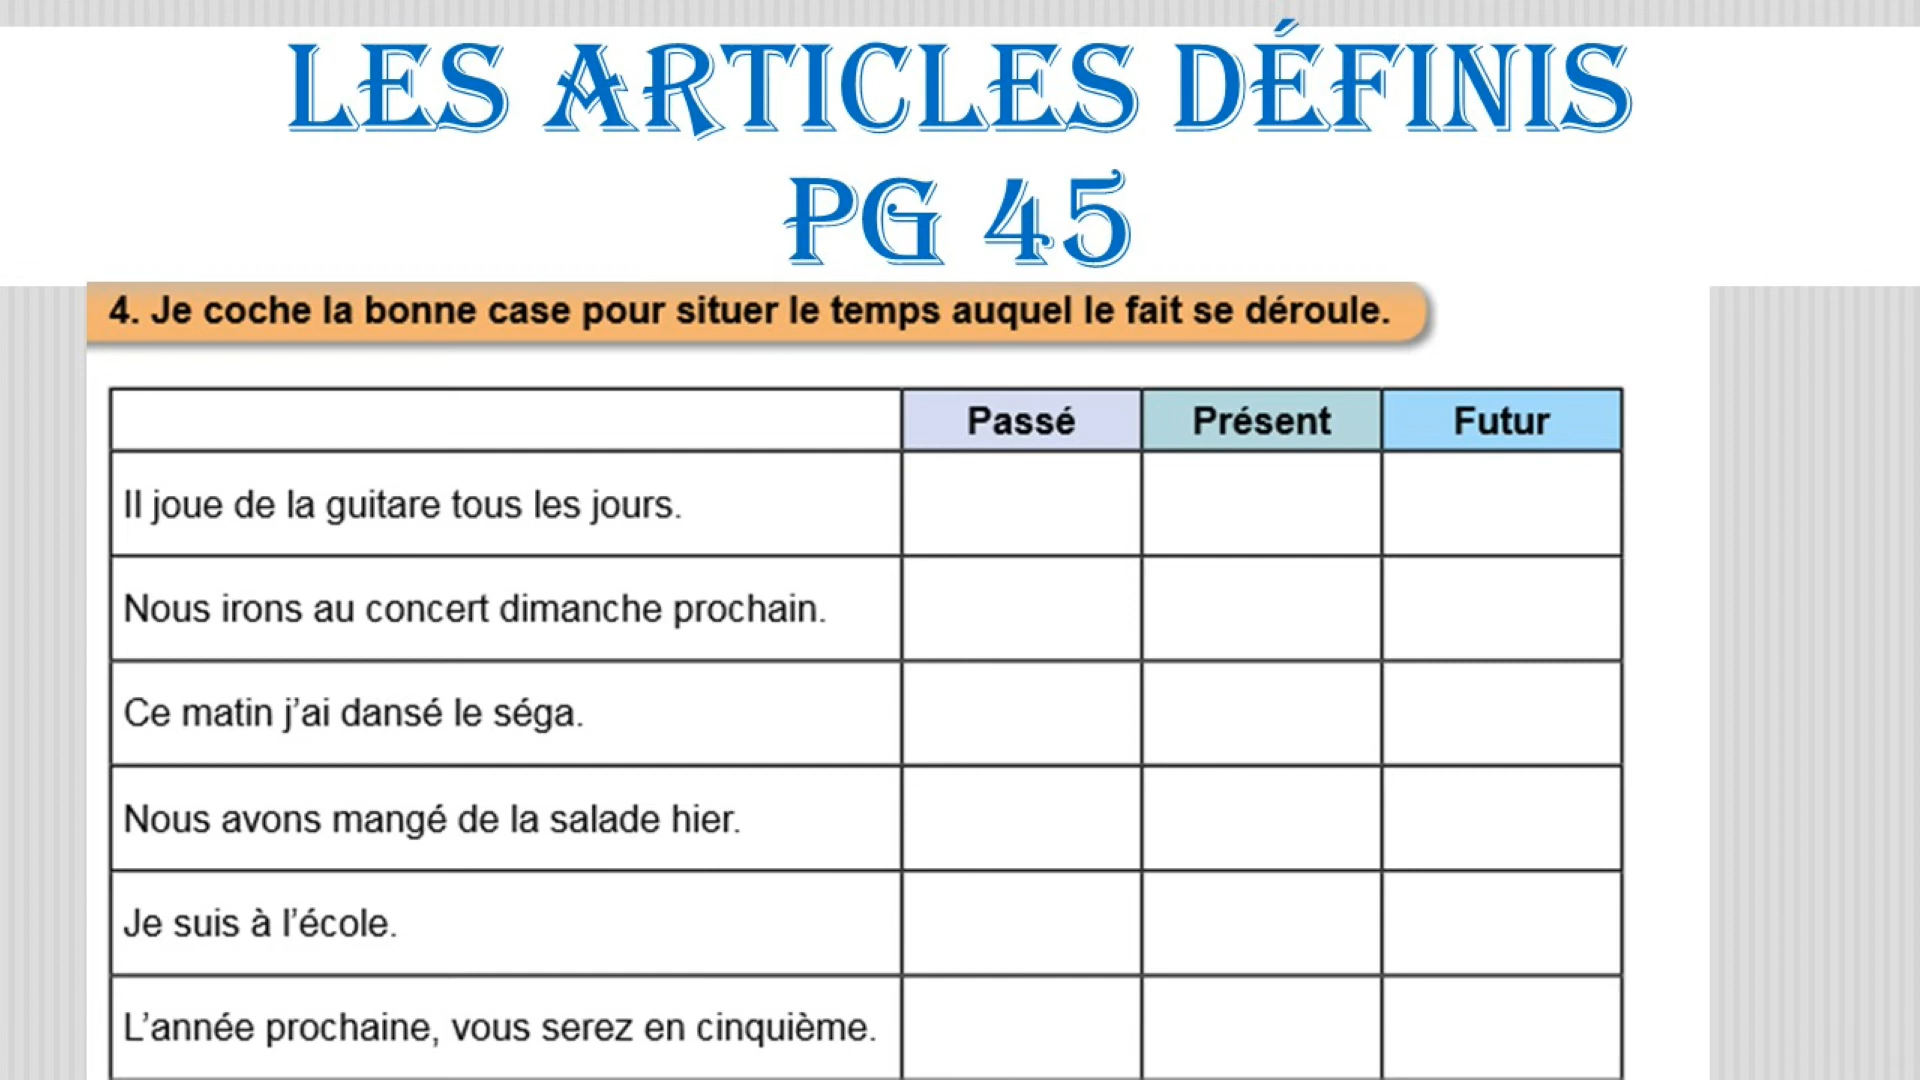 LES ARTICLES DÉFINIS
PG 45
4. Je coche la bonne case pour situer le temps auquel le fait se déroule.
Passé Présent Futur
Il joue de la guitare tous les jours.
Nous irons au concert dimanche prochain.
Ce matin j’ai dansé le séga.
Nous avons mangé de la salade hier.
Je suis à l’école.
L’année prochaine, vous serez en cinquième.